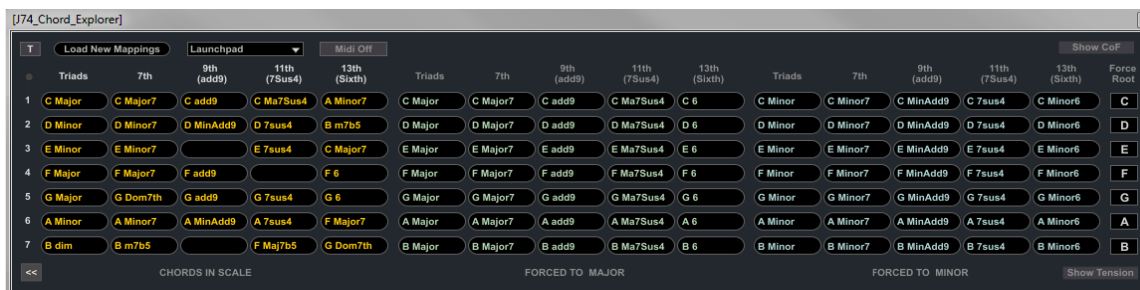 [J74_Chord_Explorer]
T Load New Mappings Launchpad Midi Off Show CoF
Triads 7th 9th (add9) 11th (7Sus4) 13th (Sixth) Triads 7th 9th (add9) 11th (7Sus4) 13th (Sixth) Triads 7th 9th (add9) 11th (7Sus4) 13th (Sixth) Force Root
1 C Major C Major7 C add9 C Ma7Sus4 A Minor7 C Major C Major7 C add9 C Ma7Sus4 C 6 C Minor C Minor7 C MinAdd9 C 7sus4 C Minor6 C
2 D Minor D Minor7 D MinAdd9 D 7sus4 B m7b5 D Major D Major7 D add9 D Ma7Sus4 D 6 D Minor D Minor7 D MinAdd9 D 7sus4 D Minor6 D
3 E Minor E Minor7 E 7sus4 C Major7 E Major E Major7 E add9 E Ma7Sus4 E 6 E Minor E Minor7 E MinAdd9 E 7sus4 E Minor6 E
4 F Major F Major7 F add9 F 6 F Major F Major7 F add9 F Ma7Sus4 F 6 F Minor F Minor7 F MinAdd9 F 7sus4 F Minor6 F
5 G Major G Dom7th G add9 G 7sus4 G 6 G Major G Major7 G add9 G Ma7Sus4 G 6 G Minor G Minor7 G MinAdd9 G 7sus4 G Minor6 G
6 A Minor A Minor7 A MinAdd9 A 7sus4 F Major7 A Major A Major7 A add9 A Ma7Sus4 A 6 A Minor A Minor7 A MinAdd9 A 7sus4 A Minor6 A
7 B dim B m7b5 F Maj7b5 G Dom7th B Major B Major7 B add9 B Ma7Sus4 B 6 B Minor B Minor7 B MinAdd9 B 7sus4 B Minor6 B
<< CHORDS IN SCALE FORCED TO MAJOR FORCED TO MINOR Show Tension